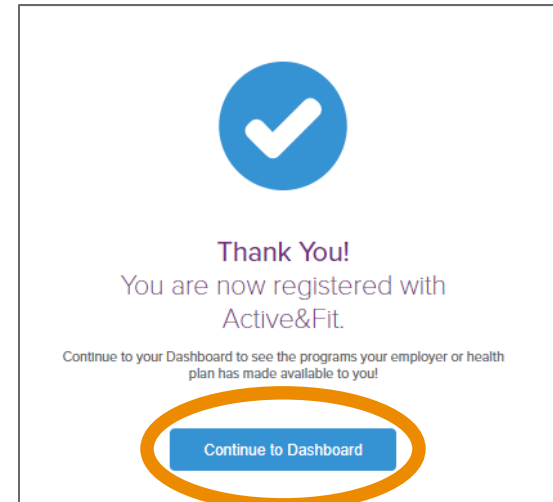 Thank You!
You are now registered with
Active&Fit.
Continue to your Dashboard to see the programs your employer or health
plan has made available to you!
Continue to Dashboard